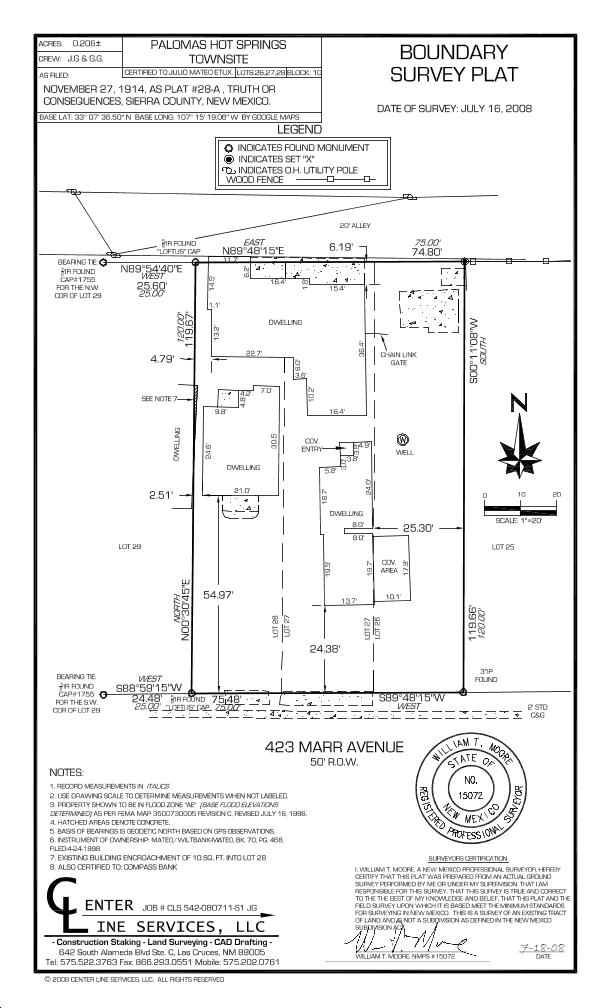 ACRES: 0.206±
CREW: J.G & G.G.
AS FILED:
PALOMAS HOT SPRINGS
TOWNSITE
CERTIFIED TO: JULIO MATEO ETUX. LOTS: 26,27,28 BLOCK: 10
NOVEMBER 27, 1914, AS PLAT #28-A , TRUTH OR
CONSEQUENCES, SIERRA COUNTY, NEW MEXICO.
BASE LAT: 33° 07' 36.50" N BASE LONG: 107° 15' 19.06" W BY GOOGLE MAPS
BOUNDARY
SURVEY PLAT
DATE OF SURVEY: JULY 16, 2008
LEGEND
INDICATES FOUND MONUMENT
INDICATES SET "X"
INDICATES O.H. UTILITY POLE
WOOD FENCE
20' ALLEY
½"IR FOUND
"LOFTUS" CAP
EAST
N89°48'15"E
6.19'
75.00'
74.80'
BEARING TIE
½"IR FOUND
CAP#1755
FOR THE N.W.
COR OF LOT 29
N89°54'40"E
WEST
25.60'
25.00'
11.7'
6.2'
16.4'
1.8'
15.4'
14.5'
1.1'
13.2'
DWELLING
120.00'
119.67'
36.4'
S00°11'08"W
SOUTH
CHAIN LINK
GATE
4.79'
22.7'
6.0'
3.6'
10.2'
16.4'
SEE NOTE 7
4.2'
4.8'
7.0'
9.8'
DWELLING
24.6'
30.5'
DWELLING
21.0'
2.51'
COV.
ENTRY
4.9'
3.8'
5.8'
W
WELL
18.7'
24.0'
DWELLING
8.0'
8.0'
25.30'
19.5'
19.7'
COV.
AREA
17.9'
13.7'
10.1'
N
0 10 20
SCALE: 1"=20'
LOT 29
LOT 25
NORTH
N00°30'45"E
54.97'
LOT 28
LOT 27
LOT 27
LOT 26
24.38'
119.66'
120.00'
3"IP
FOUND
BEARING TIE
½"IR FOUND
CAP#1755
FOR THE S.W.
COR OF LOT 29
WEST
S88°59'15"W
24.48'
25.00'
½"IR FOUND
"LOFTUS" CAP
75.48'
75.00'
S89°48'15"W
WEST
2' STD
C&G
423 MARR AVENUE
50' R.O.W.
NOTES:
1. RECORD MEASUREMENTS IN ITALICS
2. USE DRAWING SCALE TO DETERMINE MEASUREMENTS WHEN NOT LABELED.
3. PROPERTY SHOWN TO BE IN FLOOD ZONE "AE" (BASE FLOOD ELEVATIONS
DETERMINED) AS PER FEMA MAP 3500730005 REVISION C, REVISED JULY 16, 1996.
4. HATCHED AREAS DENOTE CONCRETE.
5. BASIS OF BEARINGS IS GEODETIC NORTH BASED ON GPS OBSERVATIONS.
6. INSTRUMENT OF OWNERSHIP: MATEO/WILTBANK-MATEO, BK. 70, PG. 468,
FILED:4-24-1998
7. EXISTING BUILDING ENCROACHMENT OF 10 SQ. FT. INTO LOT 28
8. ALSO CERTIFIED TO: COMPASS BANK
WILLIAM T. MOORE
STATE OF
NO.
15072
NEW MEXICO
REGISTERED PROFESSIONAL SURVEYOR
SURVEYOR'S CERTIFICATION
I, WILLIAM T. MOORE, A NEW MEXICO PROFESSIONAL SURVEYOR, HEREBY
CERTIFY THAT THIS PLAT WAS PREPARED FROM AN ACTUAL GROUND
SURVEY PERFORMED BY ME OR UNDER MY SUPERVISION, THAT I AM
RESPONSIBLE FOR THIS SURVEY, THAT THIS SURVEY IS TRUE AND CORRECT
TO THE THE BEST OF MY KNOWLEDGE AND BELIEF, THAT THIS PLAT AND THE
FIELD SURVEY UPON WHICH IT IS BASED MEET THE MINIMUM STANDARDS
FOR SURVEYING IN NEW MEXICO. THIS IS A SURVEY OF AN EXISTING TRACT
OF LAND AND IS NOT A SUBDIVISION AS DEFINED IN THE NEW MEXICO
SUBDIVISION ACT.
7-18-08
WILLIAM T. MOORE, NMPS #15072 DATE
CENTER LINE SERVICES, LLC
JOB # CLS 542-080711-S1 JG
- Construction Staking - Land Surveying - CAD Drafting -
642 South Alameda Blvd Ste. C, Las Cruces, NM 88005
Tel: 575.522.3763 Fax: 866.293.0551 Mobile: 575.202.0761
© 2008 CENTER LINE SERVICES, LLC. ALL RIGHTS RESERVED